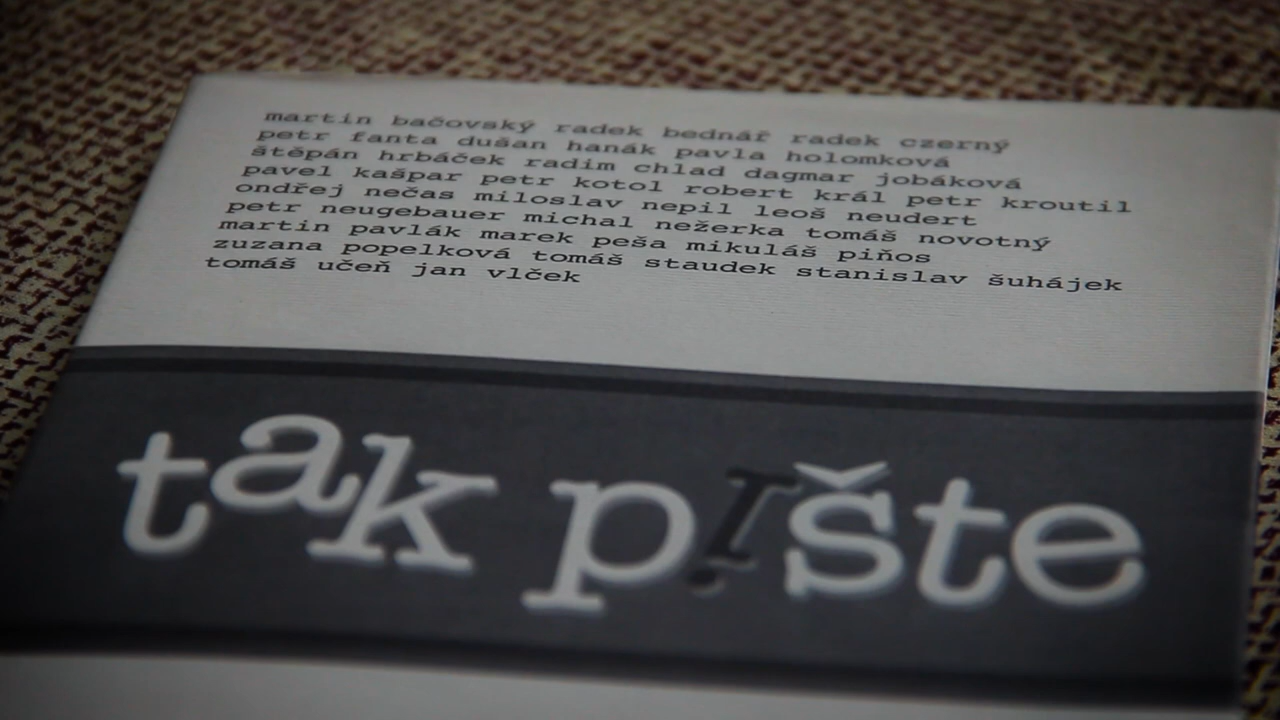 martin bačovský radek bednář radek czerný
petr fanta dušan hanák pavla holomková
štěpán hrbáček radim chlad dagmar jobáková
pavel kašpar petr kotol robert král petr kroutil
ondřej nečas miloslav nepil leoš neudert
petr neugebauer michal nežerka tomáš novotný
martin pavlák marek peša mikuláš piňos
zuzana popelková tomáš staudek stanislav šuhájek
tomáš učeň jan vlček
tak pište